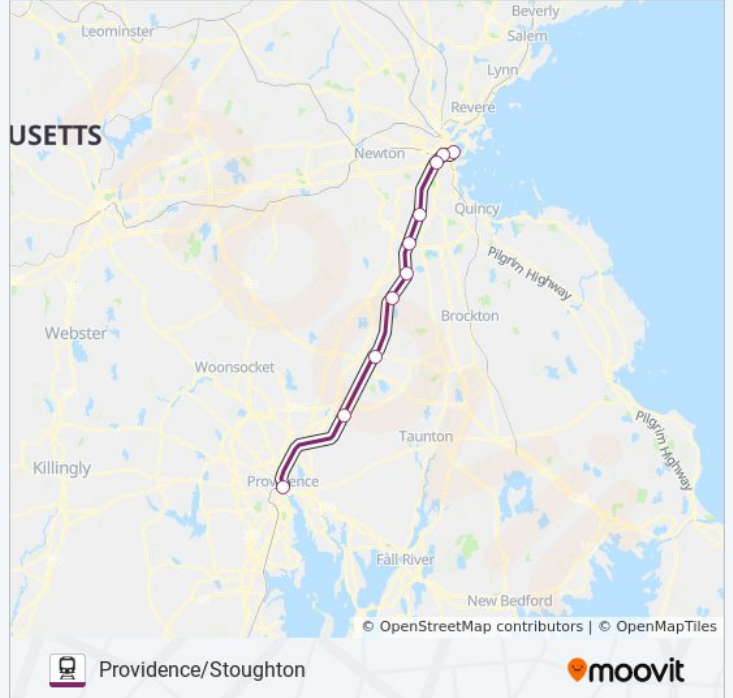 Beverly
Leominster
Salem
Lynn
Revere
USETTS
Newton
Quincy
Pilgrim Highway
Brockton
Webster
Woonsocket
Pilgrim Highway
Taunton
Killingly
Providence
Fall River
New Bedford
© OpenStreetMap contributors | © OpenMapTiles
Providence/Stoughton
moovit